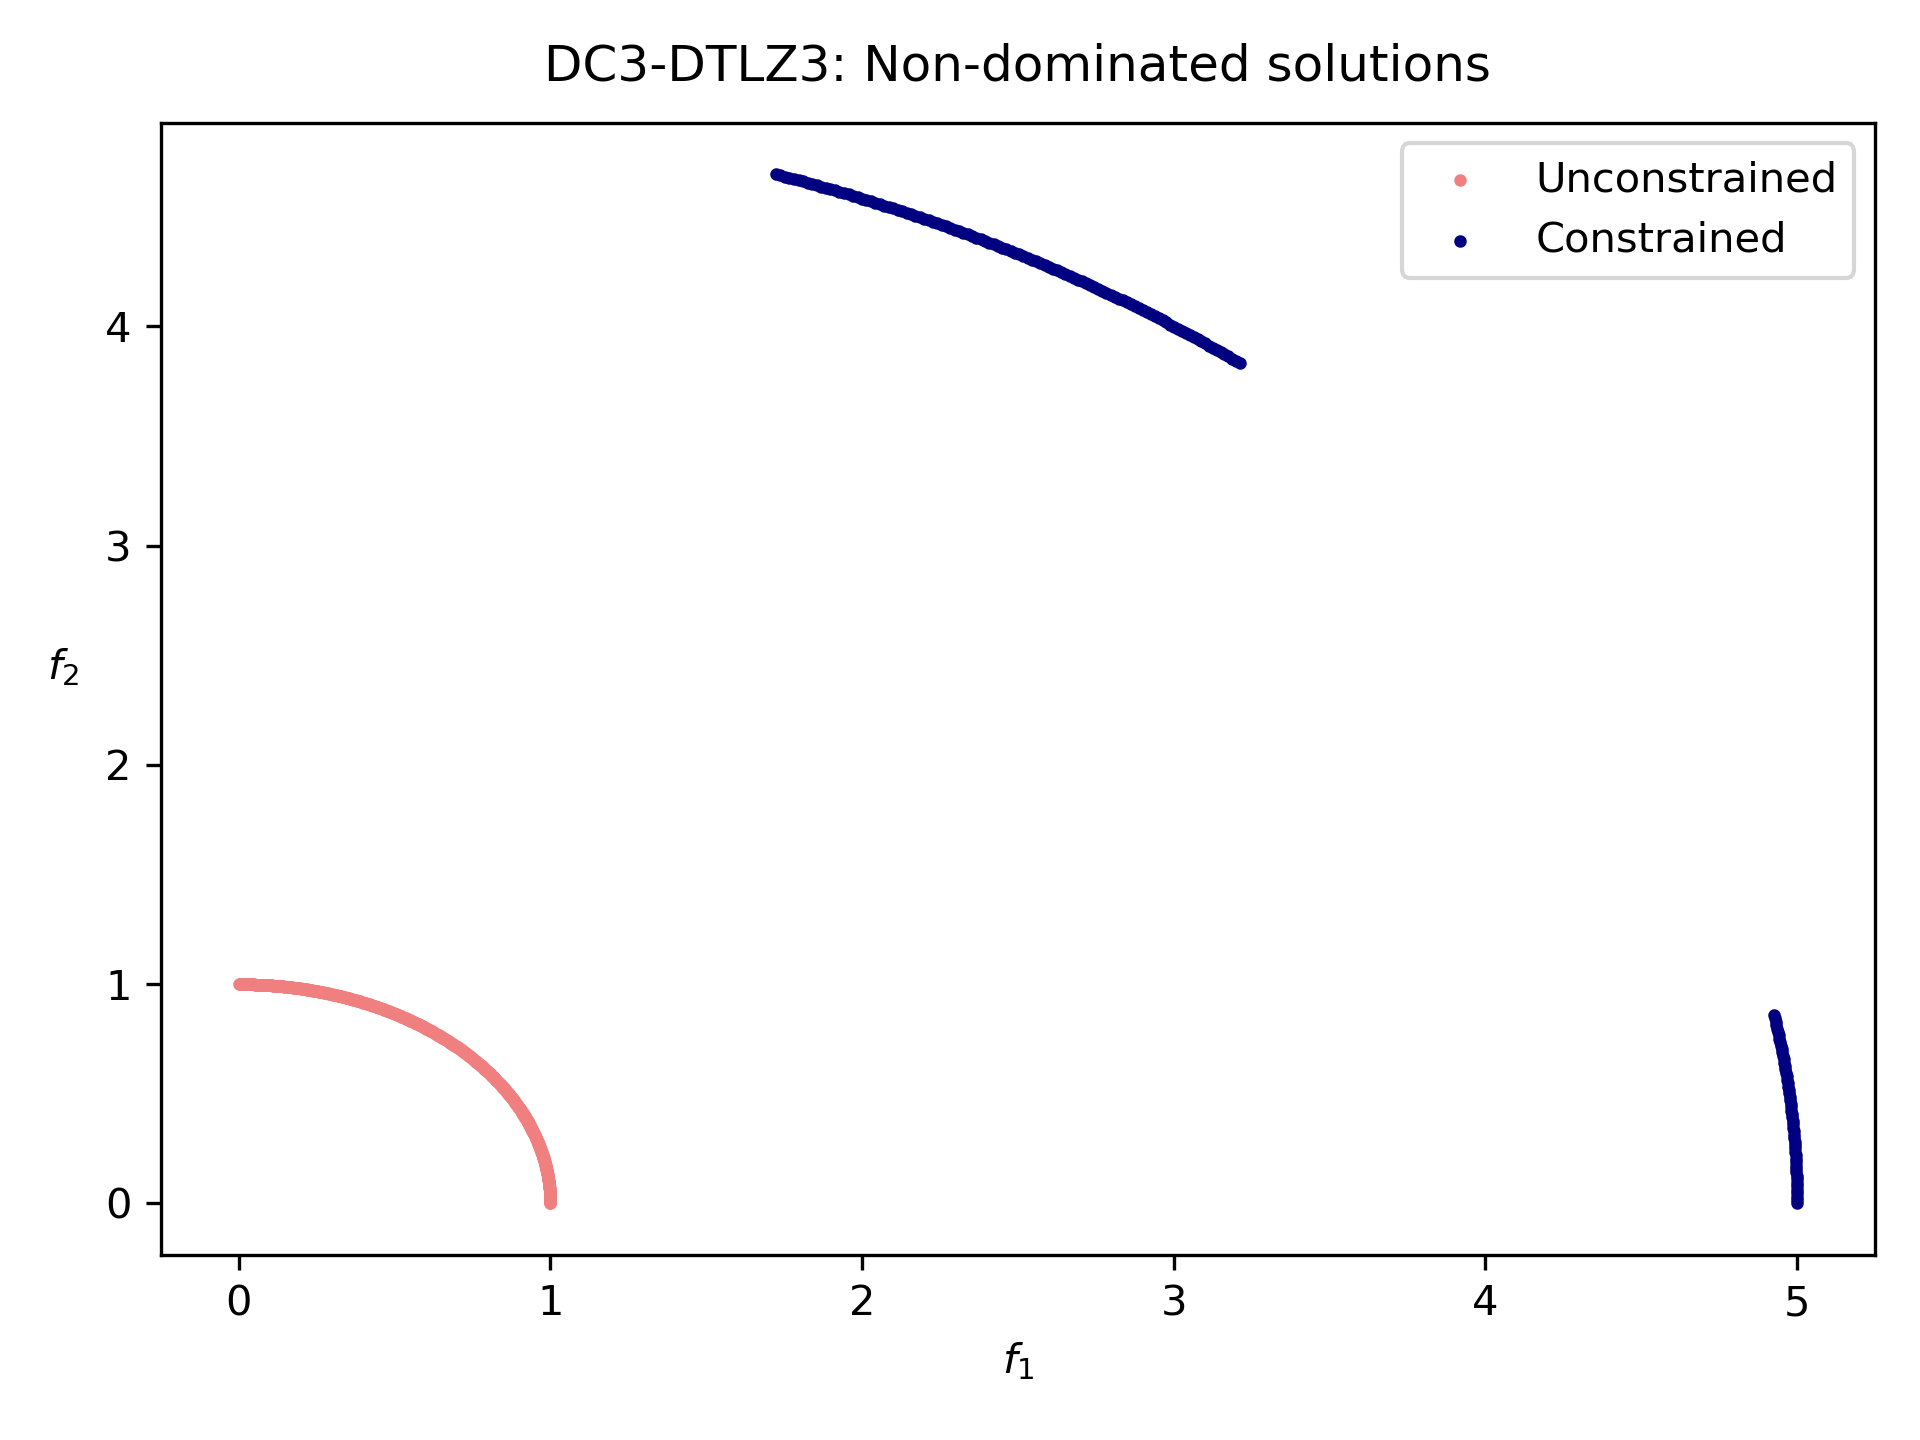 DC3-DTLZ3: Non-dominated solutions
Unconstrained
Constrained
4
3
2
1
0
f₂
0 1 2 3 4 5
f₁